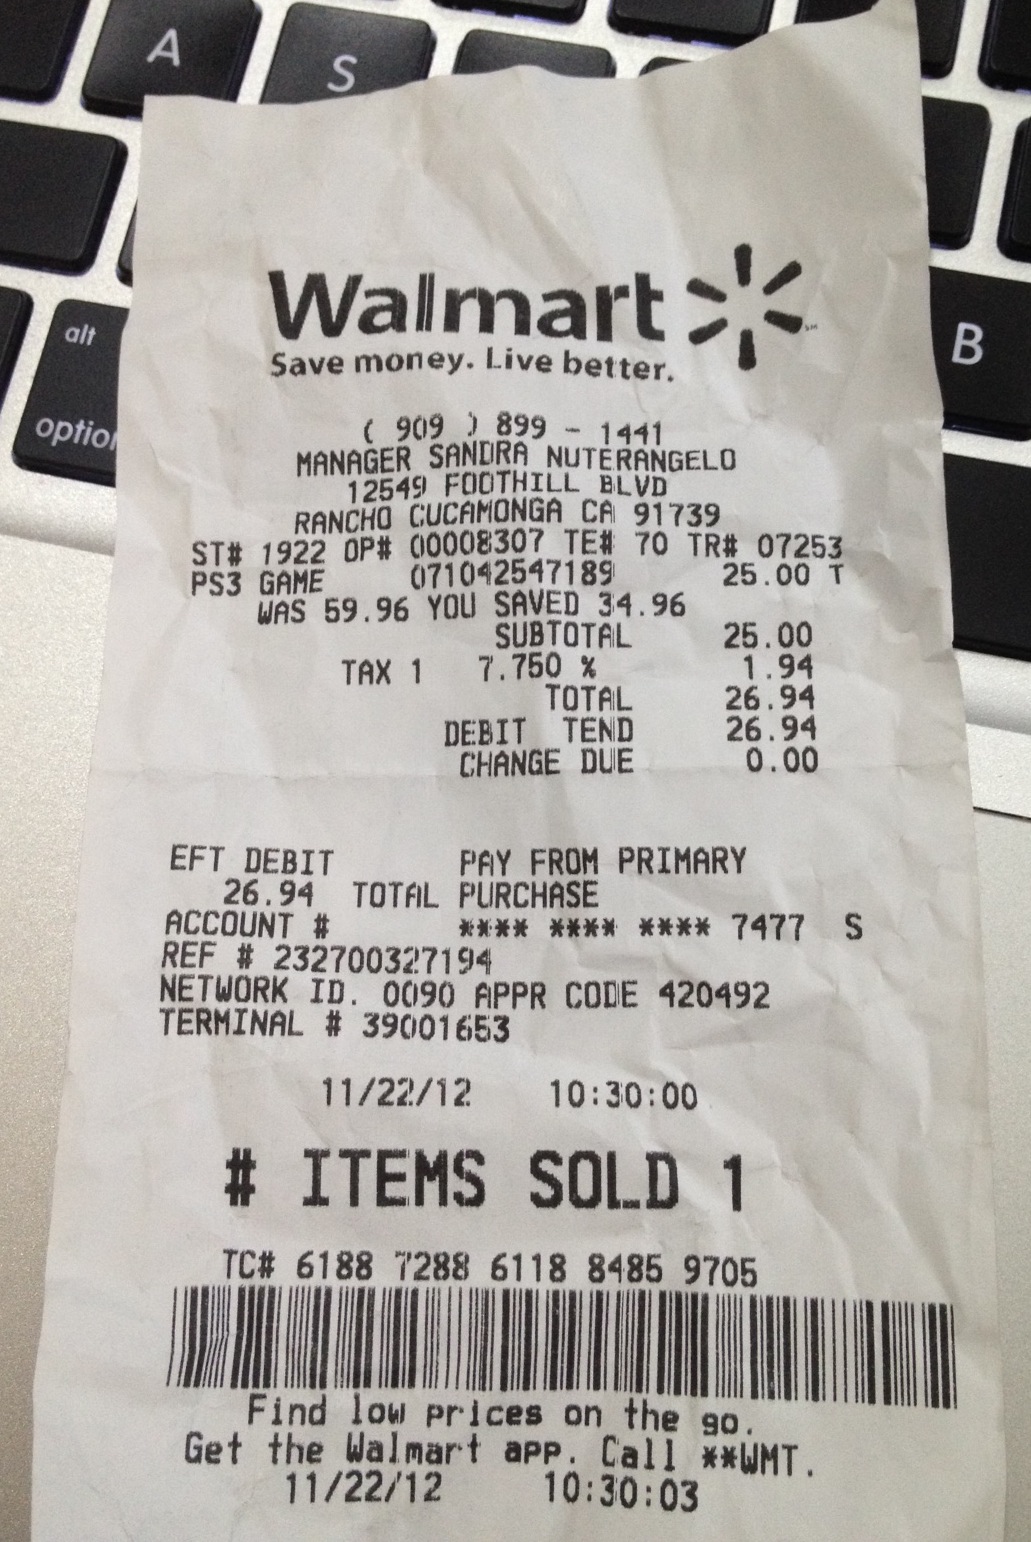 A
S
alt
option
B
Walmart
Save money. Live better.
( 909 ) 899 - 1441
MANAGER SANDRA NUTERANGELO
12549 FOOTHILL BLVD
RANCHO CUCAMONGA CA 91739
ST# 1922 OP# 00008307 TE# 70 TR# 07253
PS3 GAME 071042547189 25.00 T
WAS 59.96 YOU SAVED 34.96
SUBTOTAL 25.00
TAX 1 7.750 % 1.94
TOTAL 26.94
DEBIT TEND 26.94
CHANGE DUE 0.00
EFT DEBIT PAY FROM PRIMARY
26.94 TOTAL PURCHASE
ACCOUNT # **** **** **** 7477 S
REF # 232700327194
NETWORK ID. 0090 APPR CODE 420492
TERMINAL # 39001653
11/22/12 10:30:00
# ITEMS SOLD 1
TC# 6188 7288 6118 8485 9705
Find low prices on the go.
Get the Walmart app. Call **WMT.
11/22/12 10:30:03